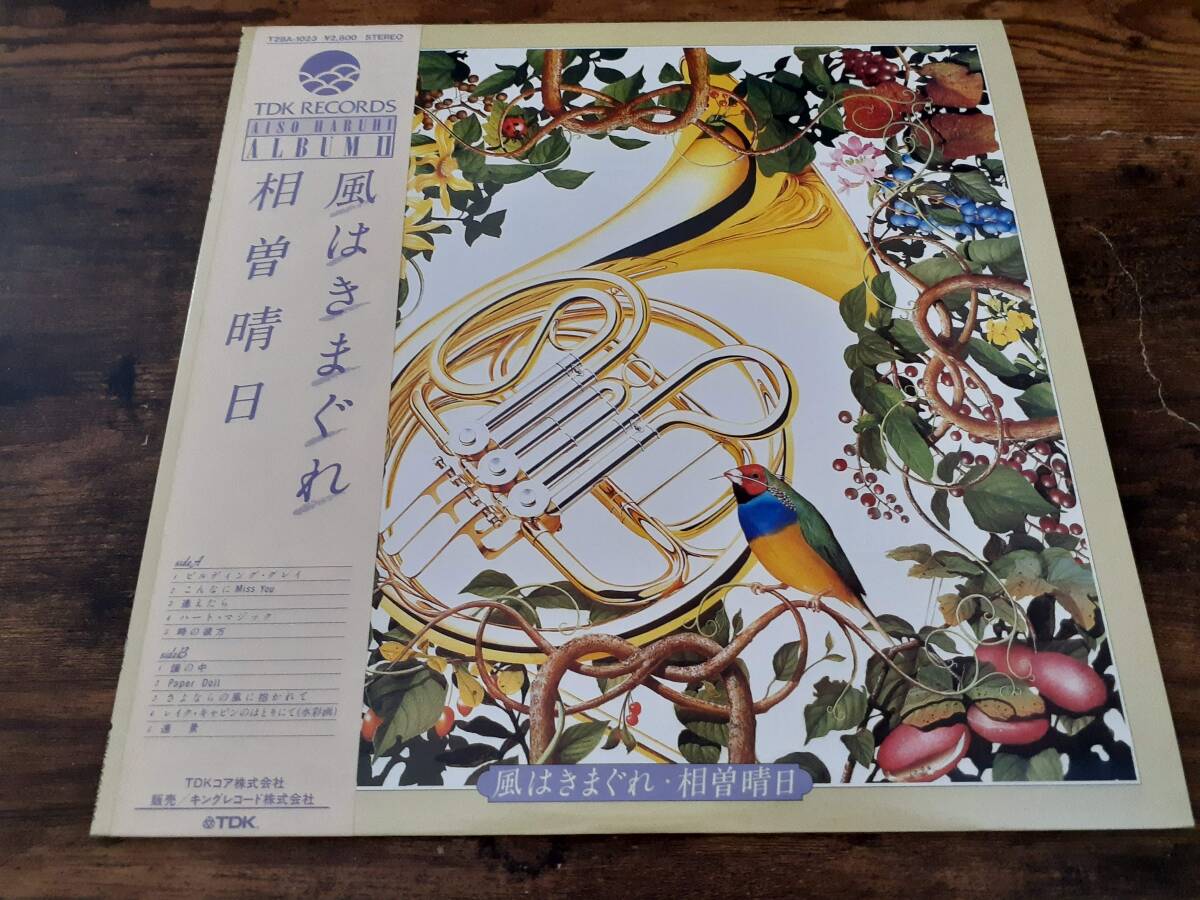 T28A-1023 ¥2,800 STEREO
TDK RECORDS
AISO HARUHI
ALBUM II
風はきまぐれ
相曽晴日
side A
1 ビルディング・グレイ
2 こんなに Miss You
3 逢えたら
4 ハート・マジック
5 時の彼方
side B
1 鏡の中
2 Paper Doll
3 さよならの風に抱かれて
4 レイク・キャビンのほとりにて(水彩画)
5 遠景
TDKコア株式会社
販売/キングレコード株式会社
TDK
風はきまぐれ・相曽晴日